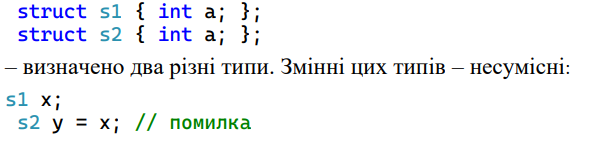 struct s1 { int a; };
struct s2 { int a; };
– визначено два різні типи. Змінні цих типів – несумісні:
s1 x;
s2 y = x; // помилка